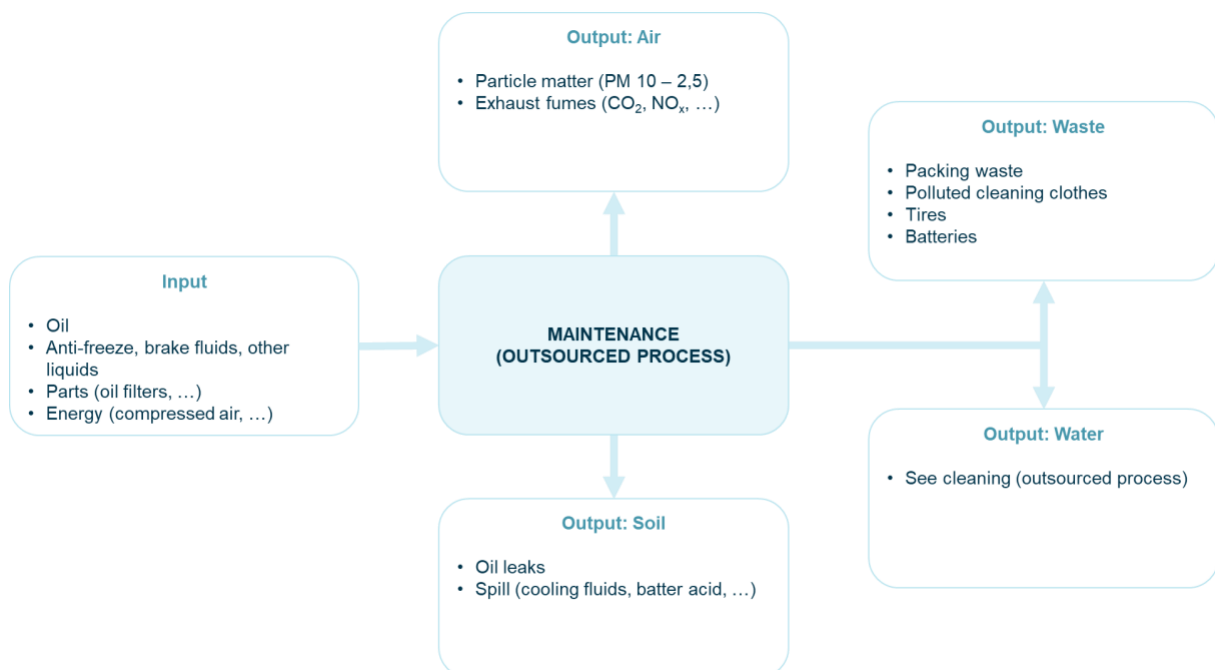 Output: Air
• Particle matter (PM 10 – 2,5)
• Exhaust fumes (CO₂, NOₓ, …)
Output: Waste
• Packing waste
• Polluted cleaning clothes
• Tires
• Batteries
Input
• Oil
• Anti-freeze, brake fluids, other
liquids
• Parts (oil filters, …)
• Energy (compressed air, …)
MAINTENANCE
(OUTSOURCED PROCESS)
Output: Water
• See cleaning (outsourced process)
Output: Soil
• Oil leaks
• Spill (cooling fluids, batter acid, …)